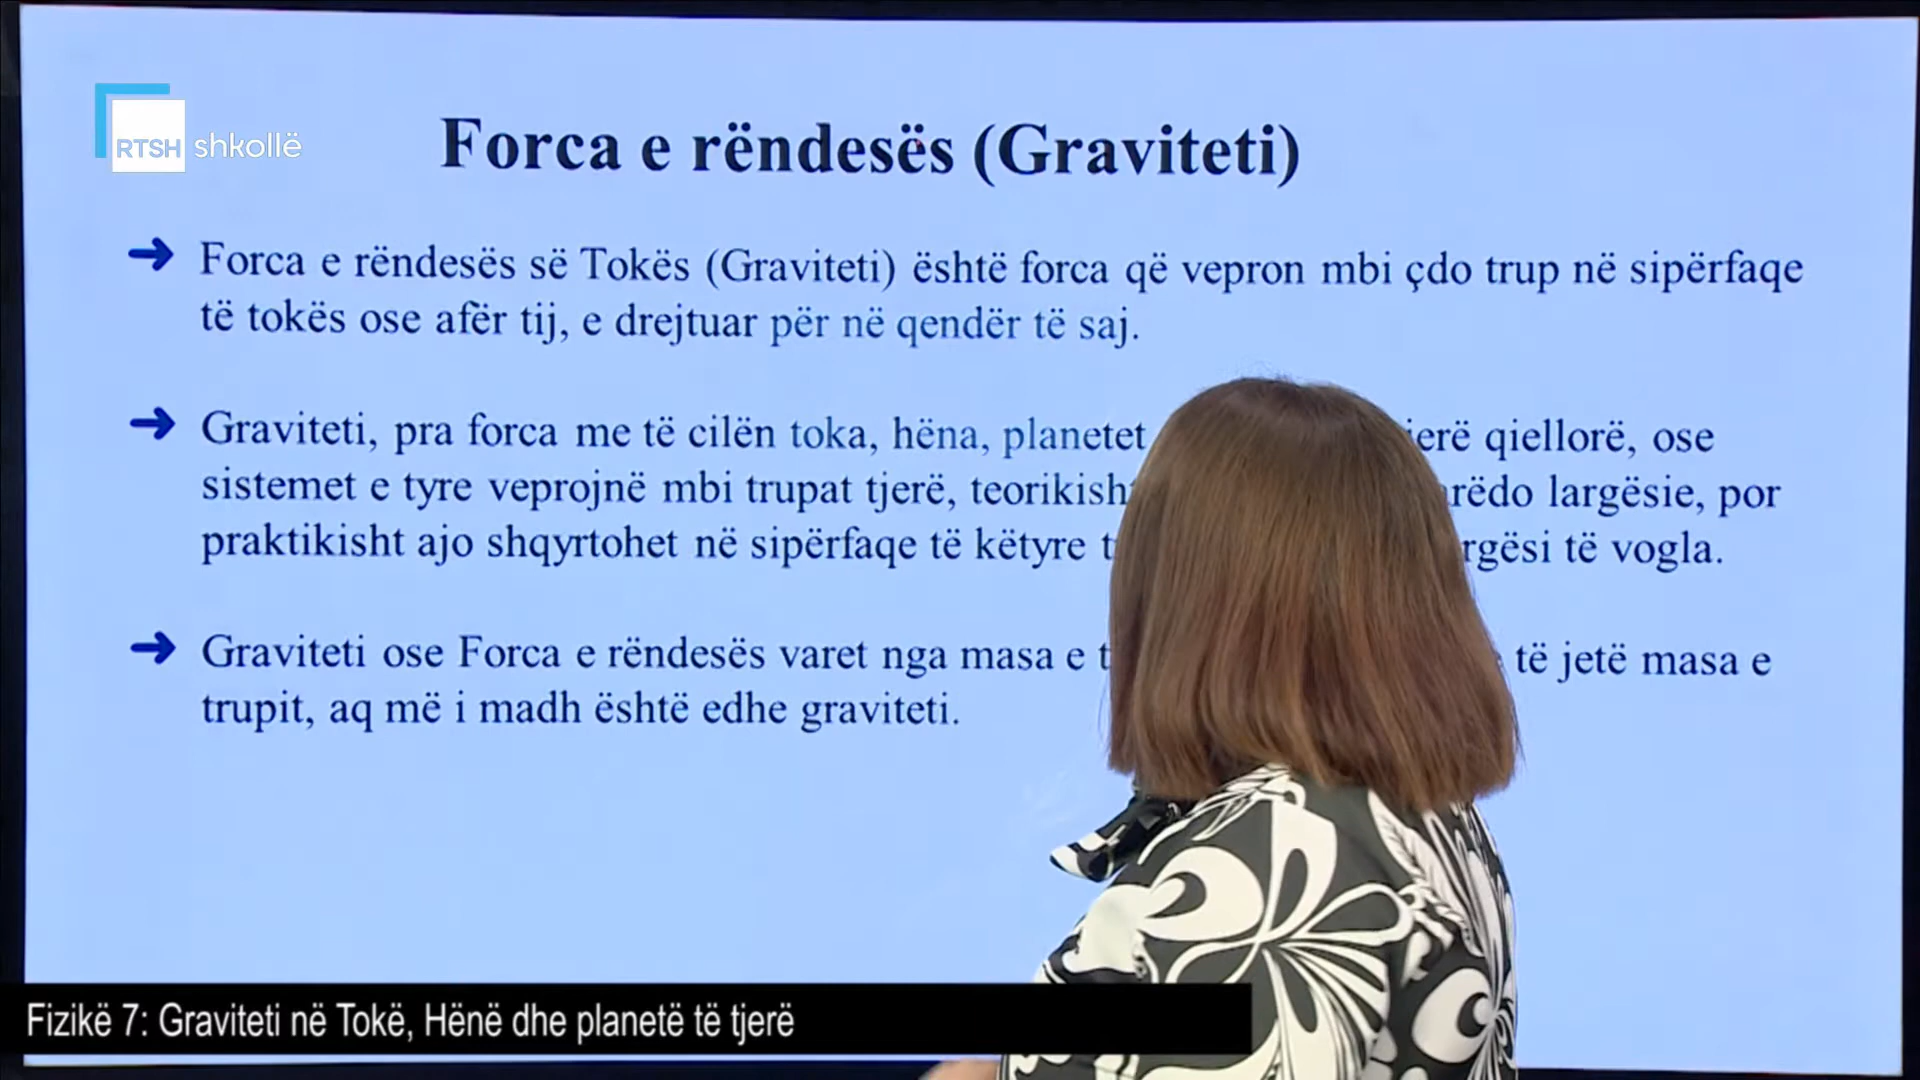 RTSH shkollë
Forca e rëndesës (Graviteti)
Forca e rëndesës së Tokës (Graviteti) është forca që vepron mbi çdo trup në sipërfaqe
të tokës ose afër tij, e drejtuar për në qendër të saj.
Graviteti, pra forca me të cilën toka, hëna, planetet qiellorë, ose
sistemet e tyre veprojnë mbi trupat tjerë, largësie, por
praktikisht ajo shqyrtohet në sipërfaqe të këtyre të vogla.
Graviteti ose Forca e rëndesës varet nga masa e të jetë masa e
trupit, aq më i madh është edhe graviteti.
Fizikë 7: Graviteti në Tokë, Hënë dhe planetë të tjerë